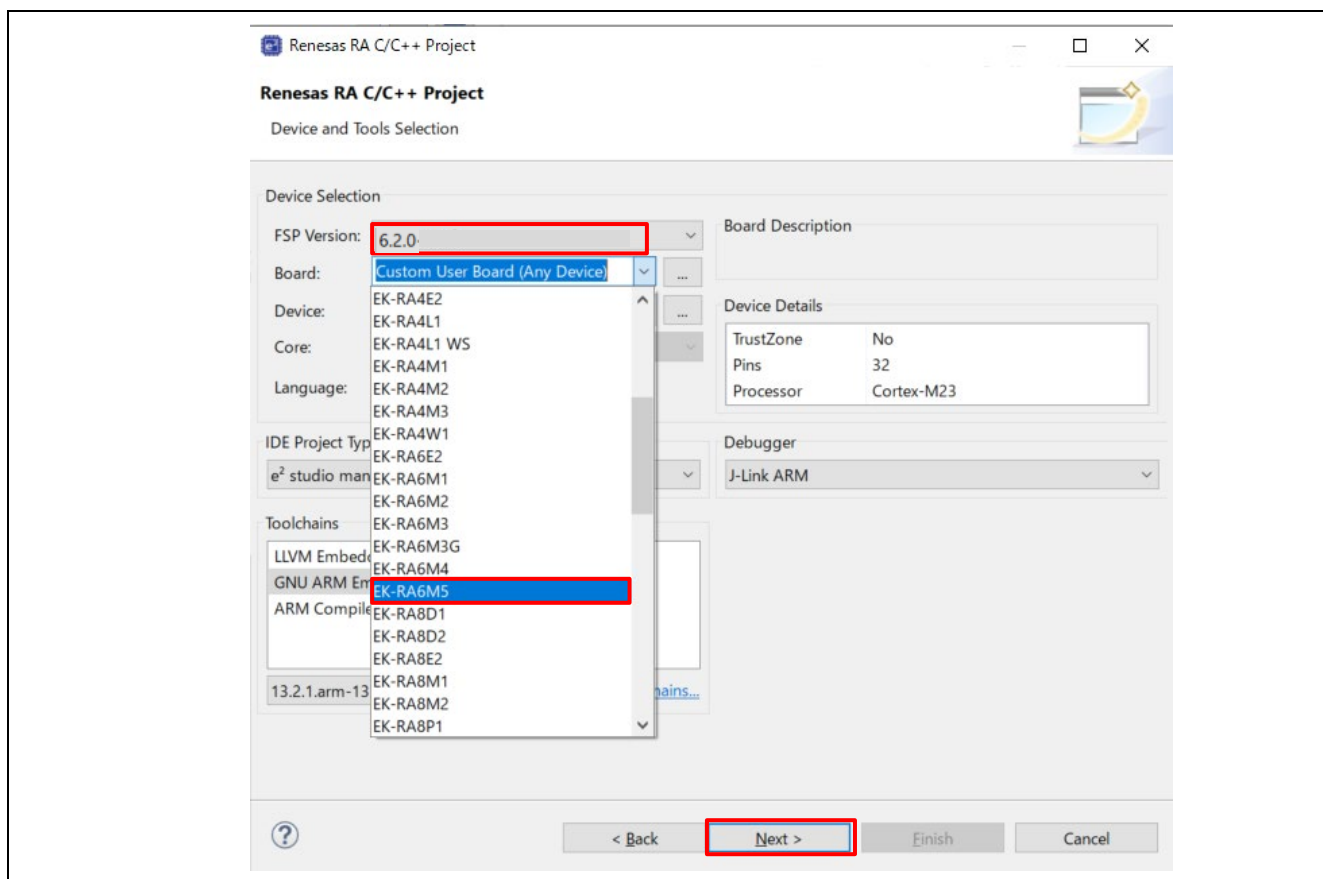 Renesas RA C/C++ Project
Renesas RA C/C++ Project
Device and Tools Selection
Device Selection
FSP Version: 6.2.0
Board: Custom User Board (Any Device) ...
Device: ...
Core:
Language:
EK-RA4E2
EK-RA4L1
EK-RA4L1 WS
EK-RA4M1
EK-RA4M2
EK-RA4M3
EK-RA4W1
EK-RA6E2
EK-RA6M1
EK-RA6M2
EK-RA6M3
EK-RA6M3G
EK-RA6M4
EK-RA6M5
EK-RA8D1
EK-RA8D2
EK-RA8E2
EK-RA8M1
EK-RA8M2
EK-RA8P1
Board Description
Device Details
TrustZone No
Pins 32
Processor Cortex-M23
IDE Project Typ
e² studio man
Debugger
J-Link ARM
Toolchains
LLVM Embed
GNU ARM Em
ARM Compile
13.2.1.arm-13
hains...
? < Back Next > Finish Cancel